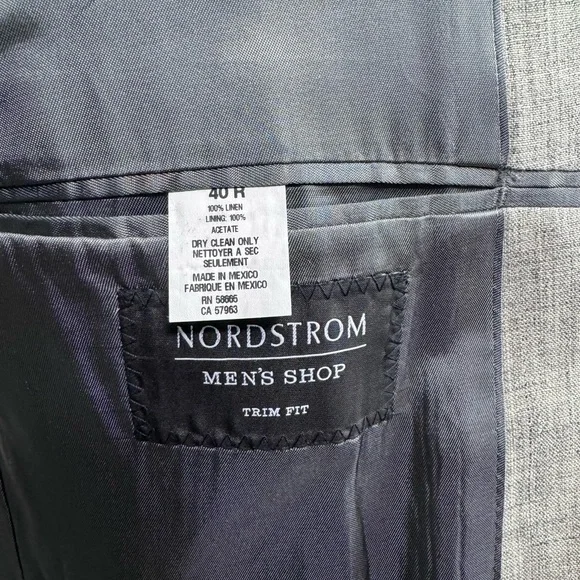 40 R
100% LINEN
LINING: 100%
ACETATE
DRY CLEAN ONLY
NETTOYER A SEC
SEULEMENT
MADE IN MEXICO
FABRIQUE EN MEXICO
RN 58665
CA 57963
NORDSTROM
MEN'S SHOP
TRIM FIT